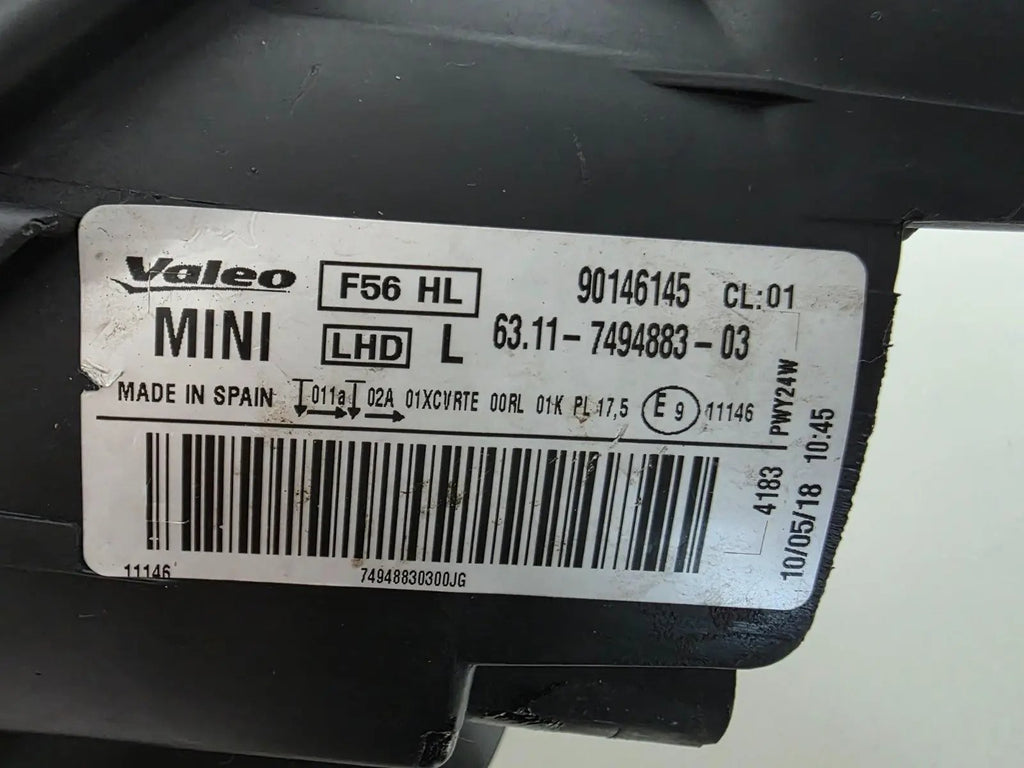 Valeo F56 HL 90146145 CL:01
MINI LHD L 63.11-7494883-03
MADE IN SPAIN 011a 02A 01XCVRTE 00RL 01K PL 17,5 E9 11146
11146 74948830300JG
4183 PWY24W
10/05/18 10:45